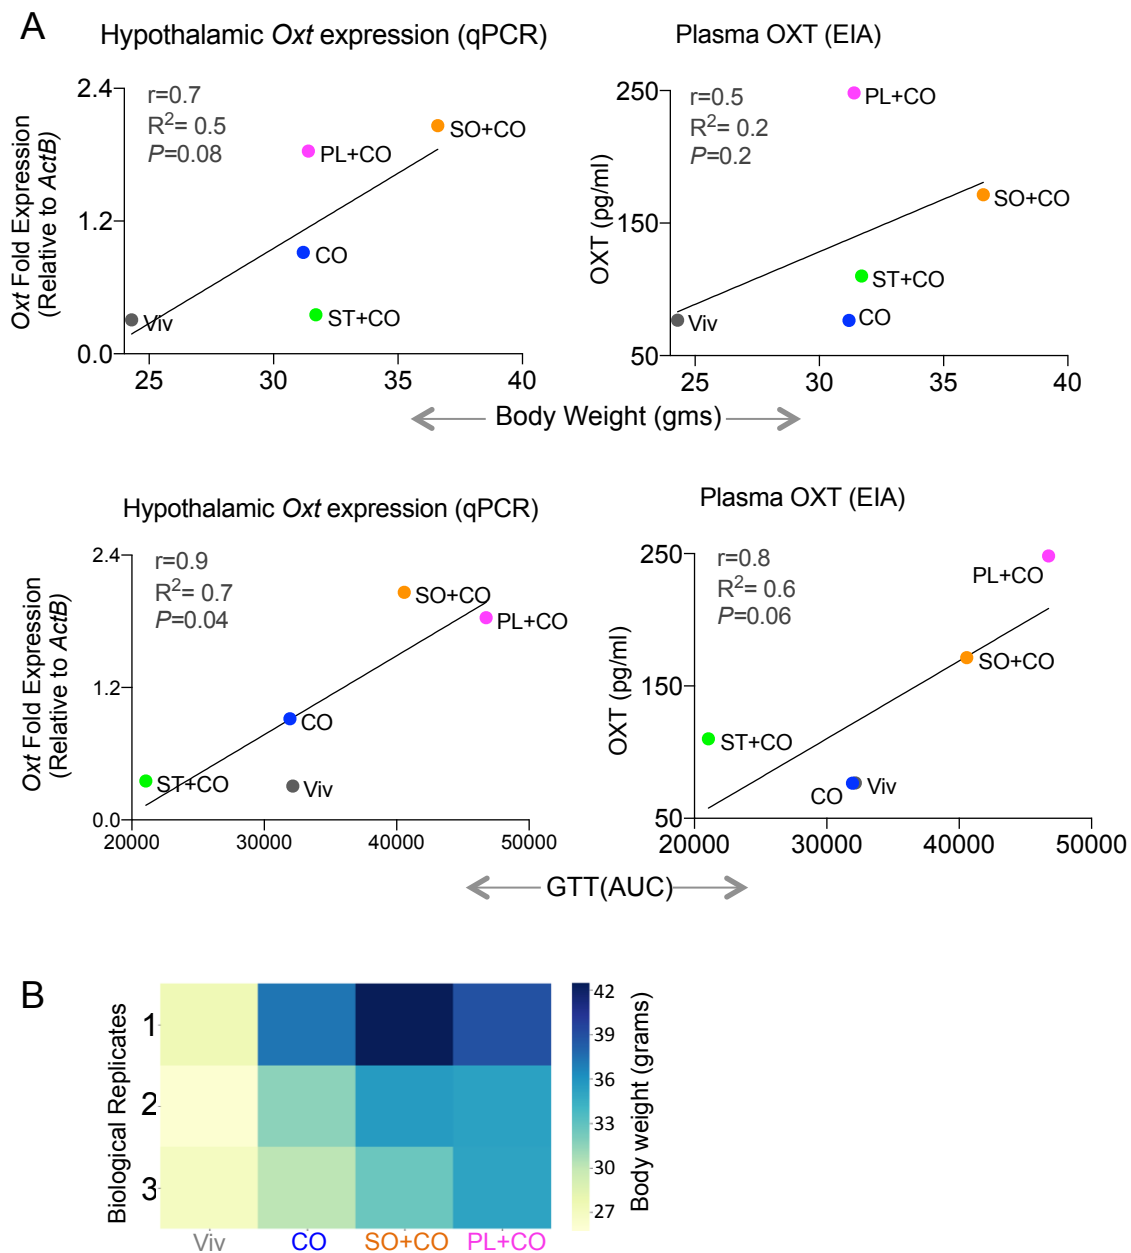 A
Hypothalamic Oxt expression (qPCR)
Plasma OXT (EIA)
Oxt Fold Expression
(Relative to ActB)
2.4
1.2
0.0
r=0.7
R²= 0.5
P=0.08
SO+CO
PL+CO
CO
ST+CO
Viv
25
30
35
40
OXT (pg/ml)
250
150
50
r=0.5
R²= 0.2
P=0.2
PL+CO
SO+CO
ST+CO
CO
Viv
25
30
35
40
Body Weight (gms)
Hypothalamic Oxt expression (qPCR)
Plasma OXT (EIA)
Oxt Fold Expression
(Relative to ActB)
2.4
1.2
0.0
r=0.9
R²= 0.7
P=0.04
SO+CO
PL+CO
CO
ST+CO
Viv
20000
30000
40000
50000
OXT (pg/ml)
250
150
50
r=0.8
R²= 0.6
P=0.06
PL+CO
SO+CO
ST+CO
CO
Viv
20000
30000
40000
50000
GTT(AUC)
B
Biological Replicates
1
2
3
Viv
CO
SO+CO
PL+CO
42
39
36
33
30
27
Body weight (grams)